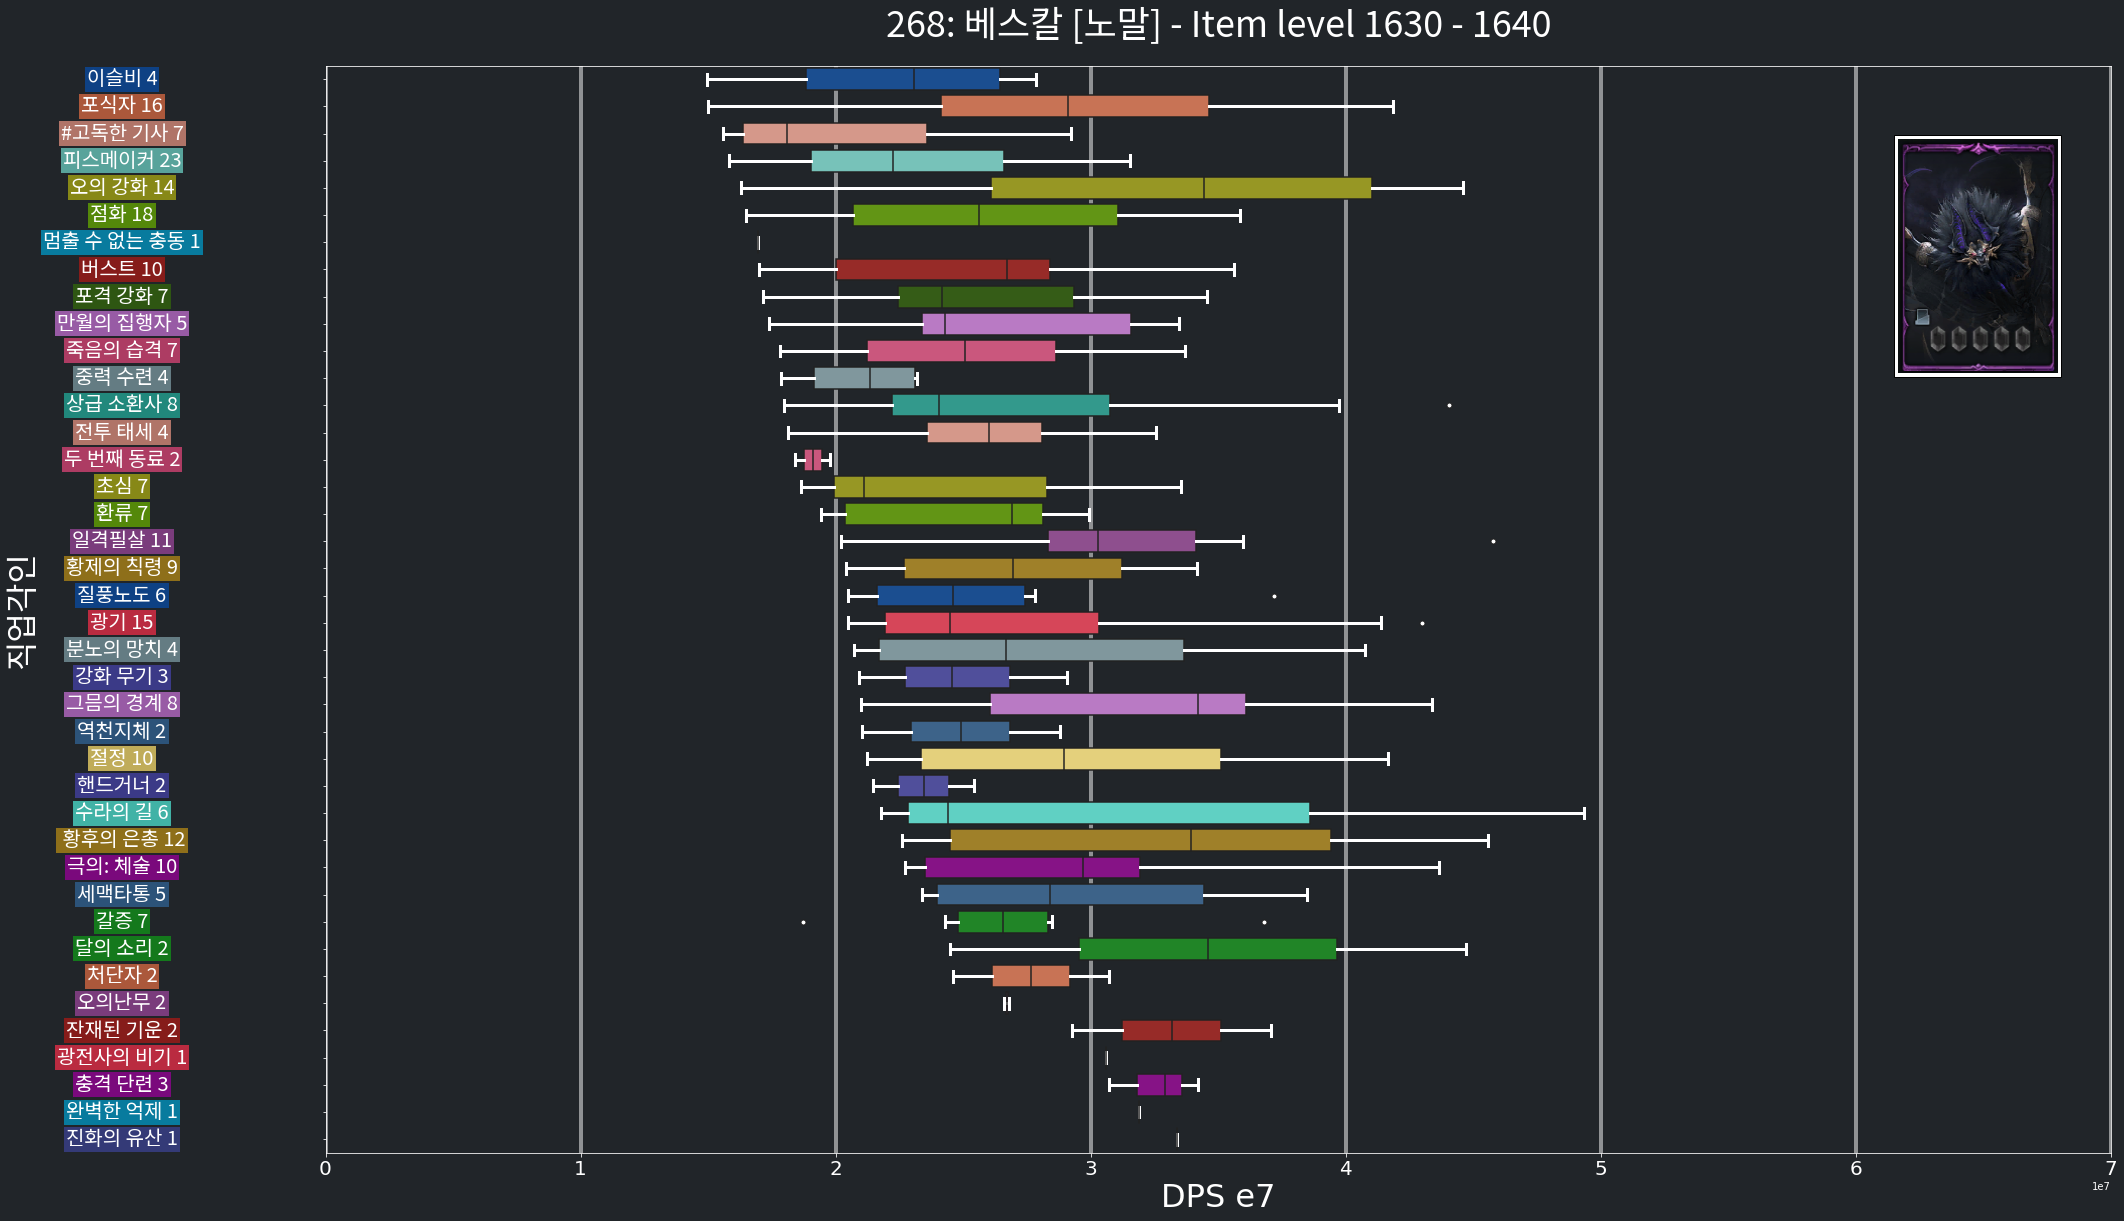 268: 베스칼 [노말] - Item level 1630 - 1640
이슬비 4
포식자 16
#고독한 기사 7
피스메이커 23
오의 강화 14
점화 18
멈출 수 없는 충동 1
버스트 10
포격 강화 7
만월의 집행자 5
죽음의 습격 7
중력 수련 4
상급 소환사 8
전투 태세 4
두 번째 동료 2
초심 7
환류 7
일격필살 11
황제의 칙령 9
질풍노도 6
광기 15
분노의 망치 4
강화 무기 3
그믐의 경계 8
역천지체 2
절정 10
핸드거너 2
수라의 길 6
황후의 은총 12
극의: 체술 10
세맥타통 5
갈증 7
달의 소리 2
처단자 2
오의난무 2
잔재된 기운 2
광전사의 비기 1
충격 단련 3
완벽한 억제 1
진화의 유산 1
직업각인
0 1 2 3 4 5 6 7
DPS e7
1e7